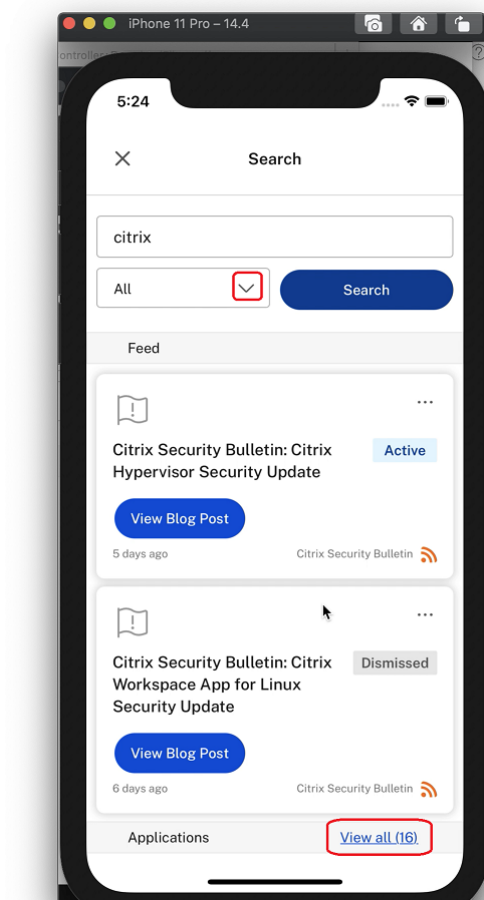 iPhone 11 Pro – 14.4
5:24
Search
citrix
All
Search
Feed
...
Citrix Security Bulletin: Citrix
Hypervisor Security Update
Active
View Blog Post
5 days ago
Citrix Security Bulletin
...
Citrix Security Bulletin: Citrix
Workspace App for Linux
Security Update
Dismissed
View Blog Post
6 days ago
Citrix Security Bulletin
Applications
View all (16)